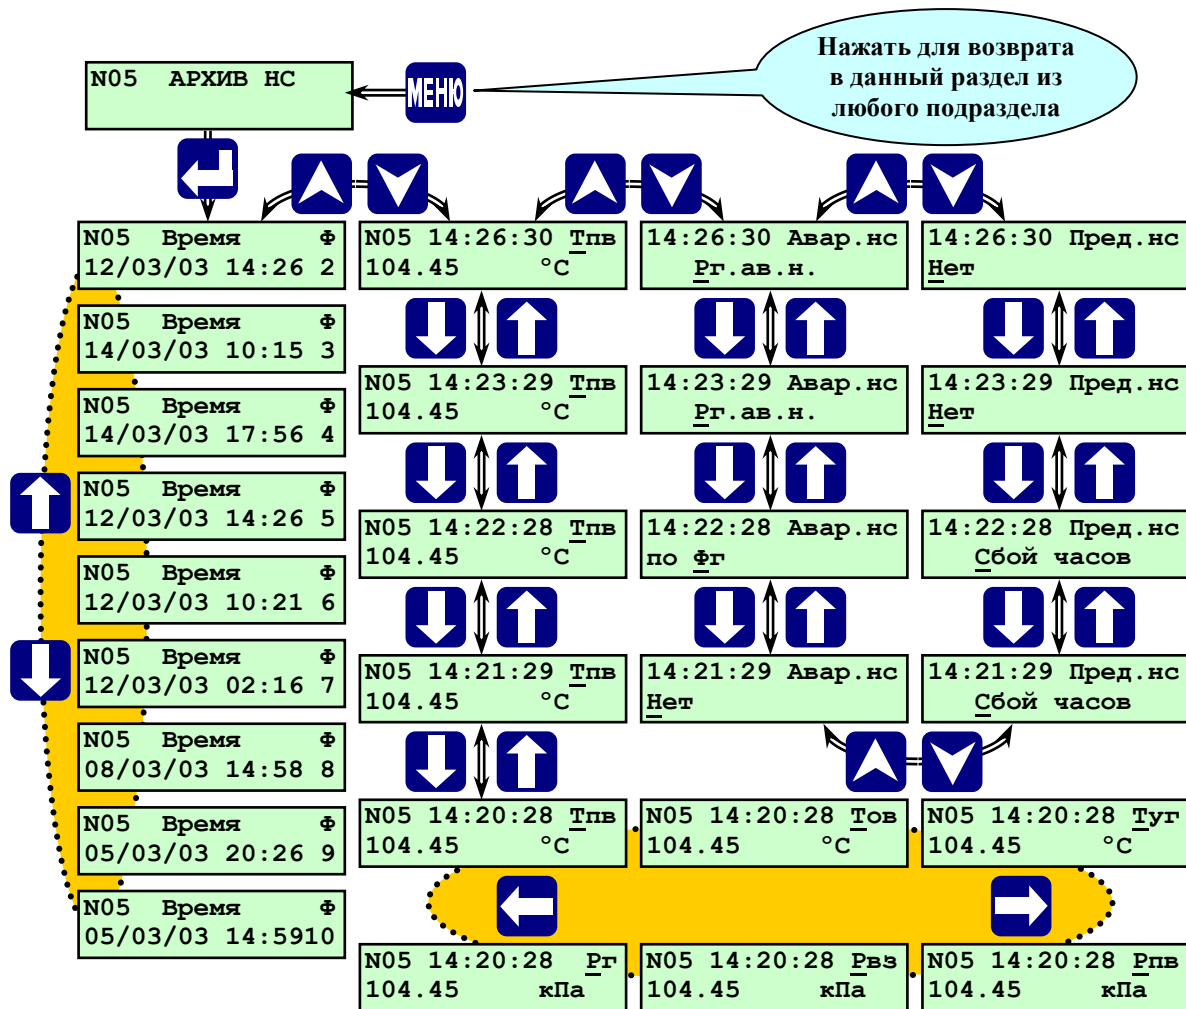 N05 АРХИВ НС
МЕНЮ
Нажать для возврата
в данный раздел из
любого подраздела
N05 Время Ф
12/03/03 14:26 2
N05 14:26:30 Тпв
104.45 °C
14:26:30 Авар.нс
Рг.ав.н.
14:26:30 Пред.нс
Нет
N05 Время Ф
14/03/03 10:15 3
N05 14:23:29 Тпв
104.45 °C
14:23:29 Авар.нс
Рг.ав.н.
14:23:29 Пред.нс
Нет
N05 Время Ф
14/03/03 17:56 4
N05 Время Ф
12/03/03 14:26 5
N05 14:22:28 Тпв
104.45 °C
14:22:28 Авар.нс
по Фг
14:22:28 Пред.нс
Сбой часов
N05 Время Ф
12/03/03 10:21 6
N05 Время Ф
12/03/03 02:16 7
N05 14:21:29 Тпв
104.45 °C
14:21:29 Авар.нс
Нет
14:21:29 Пред.нс
Сбой часов
N05 Время Ф
08/03/03 14:58 8
N05 Время Ф
05/03/03 20:26 9
N05 14:20:28 Тпв
104.45 °C
N05 14:20:28 Тов
104.45 °C
N05 14:20:28 Туг
104.45 °C
N05 Время Ф
05/03/03 14:5910
N05 14:20:28 Рг
104.45 кПа
N05 14:20:28 Рвз
104.45 кПа
N05 14:20:28 Рпв
104.45 кПа